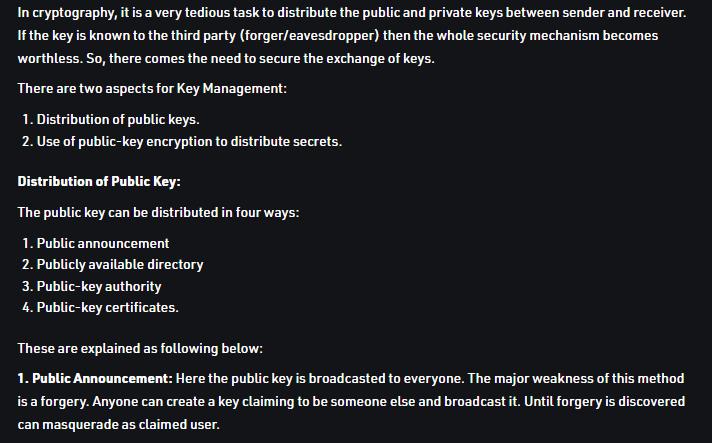 In cryptography, it is a very tedious task to distribute the public and private keys between sender and receiver.
If the key is known to the third party (forger/eavesdropper) then the whole security mechanism becomes
worthless. So, there comes the need to secure the exchange of keys.
There are two aspects for Key Management:
1. Distribution of public keys.
2. Use of public-key encryption to distribute secrets.
Distribution of Public Key:
The public key can be distributed in four ways:
1. Public announcement
2. Publicly available directory
3. Public-key authority
4. Public-key certificates.
These are explained as following below:
1. Public Announcement: Here the public key is broadcasted to everyone. The major weakness of this method
is a forgery. Anyone can create a key claiming to be someone else and broadcast it. Until forgery is discovered
can masquerade as claimed user.